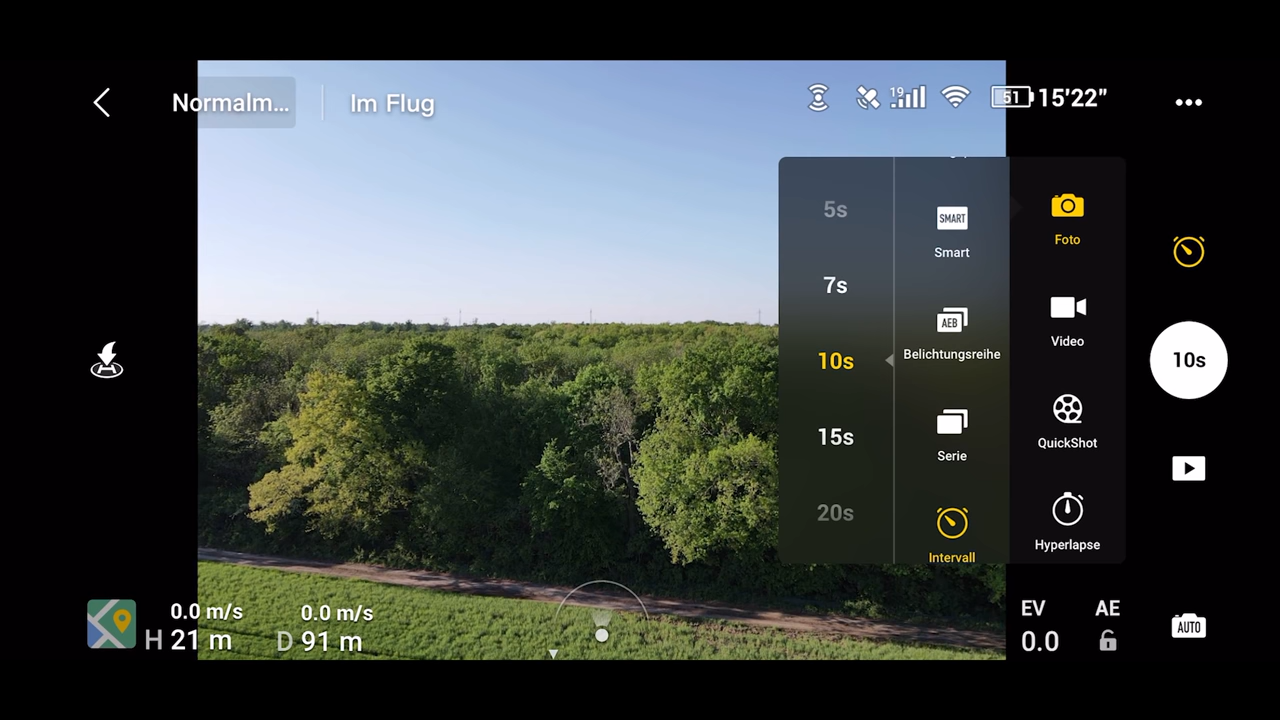 Normalm...
Im Flug
19
51
15'22"
5s
7s
10s
15s
20s
SMART
Smart
AEB
Belichtungsreihe
Serie
Intervall
Foto
Video
QuickShot
Hyperlapse
10s
0.0 m/s
0.0 m/s
H 21 m
D 91 m
EV
AE
0.0
AUTO